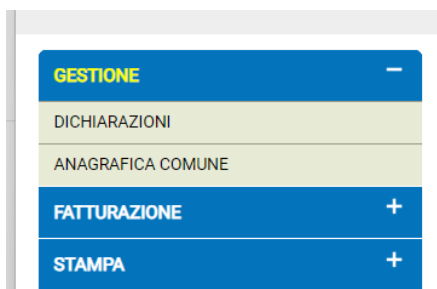 GESTIONE −
DICHIARAZIONI
ANAGRAFICA COMUNE
FATTURAZIONE +
STAMPA +